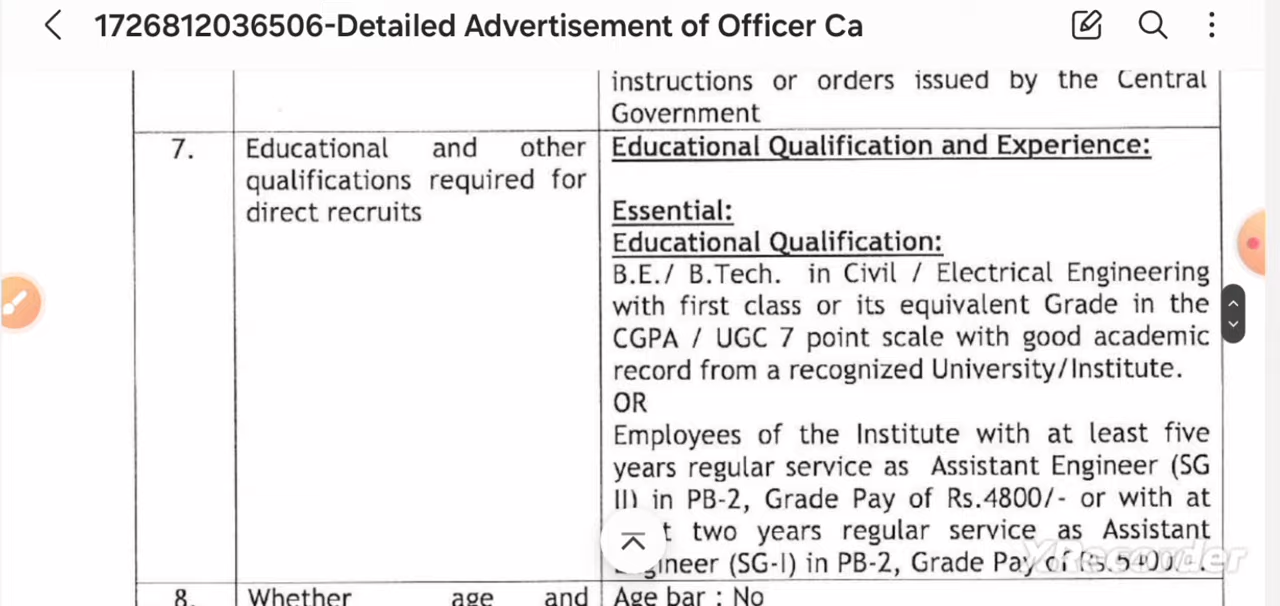 1726812036506-Detailed Advertisement of Officer Ca
instructions or orders issued by the Central
Government
7.
Educational and other
qualifications required for
direct recruits
Educational Qualification and Experience:
Essential:
Educational Qualification:
B.E./ B.Tech. in Civil / Electrical Engineering
with first class or its equivalent Grade in the
CGPA / UGC 7 point scale with good academic
record from a recognized University/Institute.
OR
Employees of the Institute with at least five
years regular service as Assistant Engineer (SG
II) in PB-2, Grade Pay of Rs.4800/- or with at
two years regular service as Assistant
(SG-I) in PB-2, Grade Pay of Rs.5400/-.
XRecorder
8.
Whether age and
Age bar : No